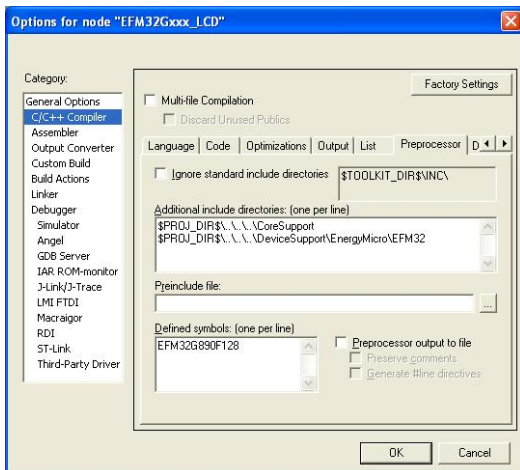 Options for node "EFM32Gxxx_LCD"
Category:
General Options
C/C++ Compiler
Assembler
Output Converter
Custom Build
Build Actions
Linker
Debugger
Simulator
Angel
GDB Server
IAR ROM-monitor
J-Link/J-Trace
LMI FTDI
Macraigor
RDI
ST-Link
Third-Party Driver
Factory Settings
Multi-file Compilation
Discard Unused Publics
Language Code Optimizations Output List Preprocessor D
Ignore standard include directories $TOOLKIT_DIR$\INC\
Additional include directories: (one per line)
$PROJ_DIR$\..\..\..\CoreSupport
$PROJ_DIR$\..\..\..\DeviceSupport\EnergyMicro\EFM32
Preinclude file:
...
Defined symbols: (one per line)
EFM32G890F128
Preprocessor output to file
Preserve comments
Generate #line directives
OK Cancel